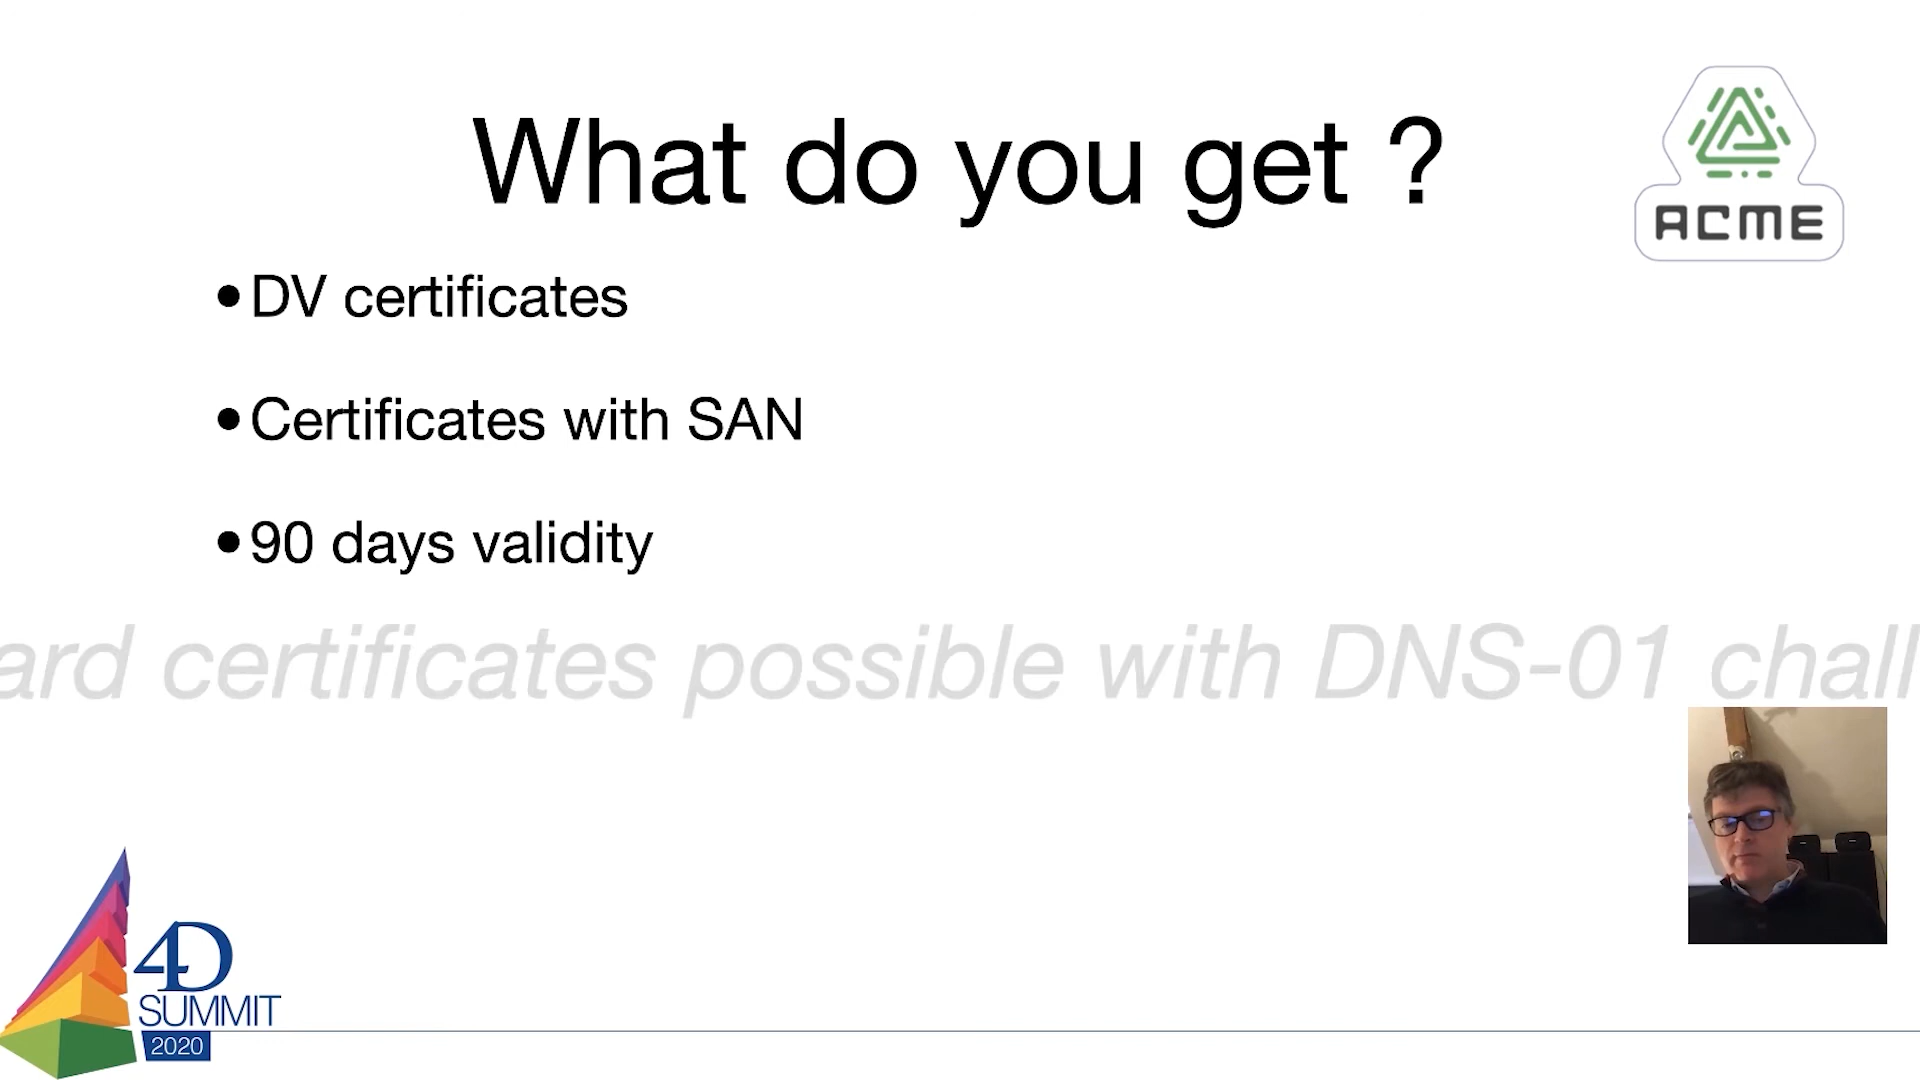 What do you get ?
ACME
•DV certificates
•Certificates with SAN
•90 days validity
ard certificates possible with DNS-01 chall
4D
SUMMIT
2020